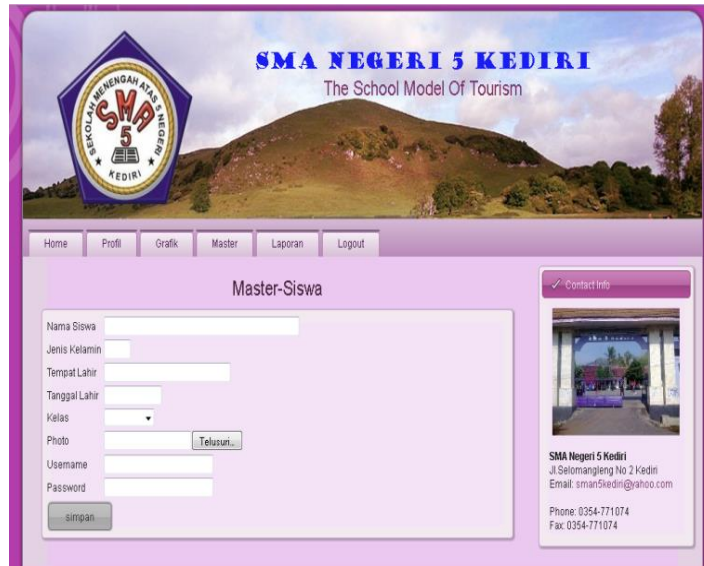 SMA NEGERI 5 KEDIRI
The School Model Of Tourism
SEKOLAH MENENGAH ATAS 5 NEGERI
SMA
5
KEDIRI
Home Profil Grafik Master Laporan Logout
Master-Siswa
Nama Siswa
Jenis Kelamin
Tempat Lahir
Tanggal Lahir
Kelas
Photo Telusuri..
Username
Password
simpan
Contact Info
SMA Negeri 5 Kediri
Jl.Selomangleng No 2 Kediri
Email: sman5kediri@yahoo.com
Phone: 0354-771074
Fax: 0354-771074